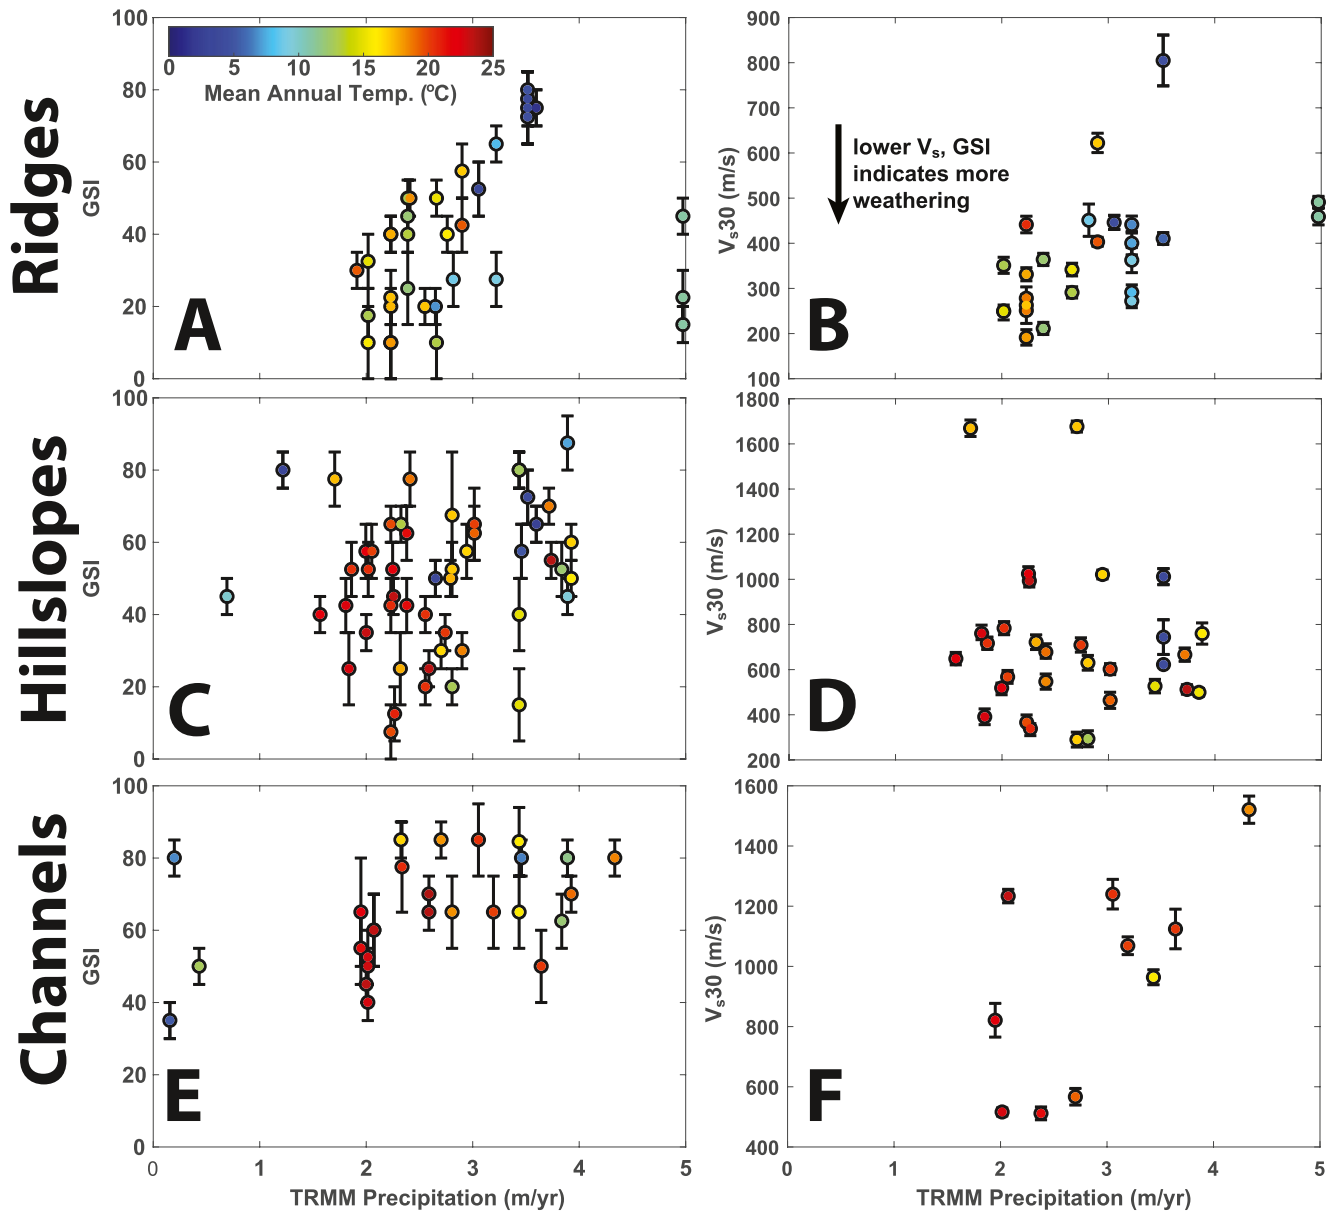 Ridges
Hillslopes
Channels
100
80
60
40
20
0
GSI
0 5 10 15 20 25
Mean Annual Temp. (ºC)
A
900
800
700
600
500
400
300
200
100
Vs30 (m/s)
lower Vs, GSI
indicates more
weathering
B
100
80
60
40
20
0
GSI
C
1800
1600
1400
1200
1000
800
600
400
200
Vs30 (m/s)
D
100
80
60
40
20
0
GSI
E
0 1 2 3 4 5
TRMM Precipitation (m/yr)
1600
1400
1200
1000
800
600
400
Vs30 (m/s)
F
0 1 2 3 4 5
TRMM Precipitation (m/yr)